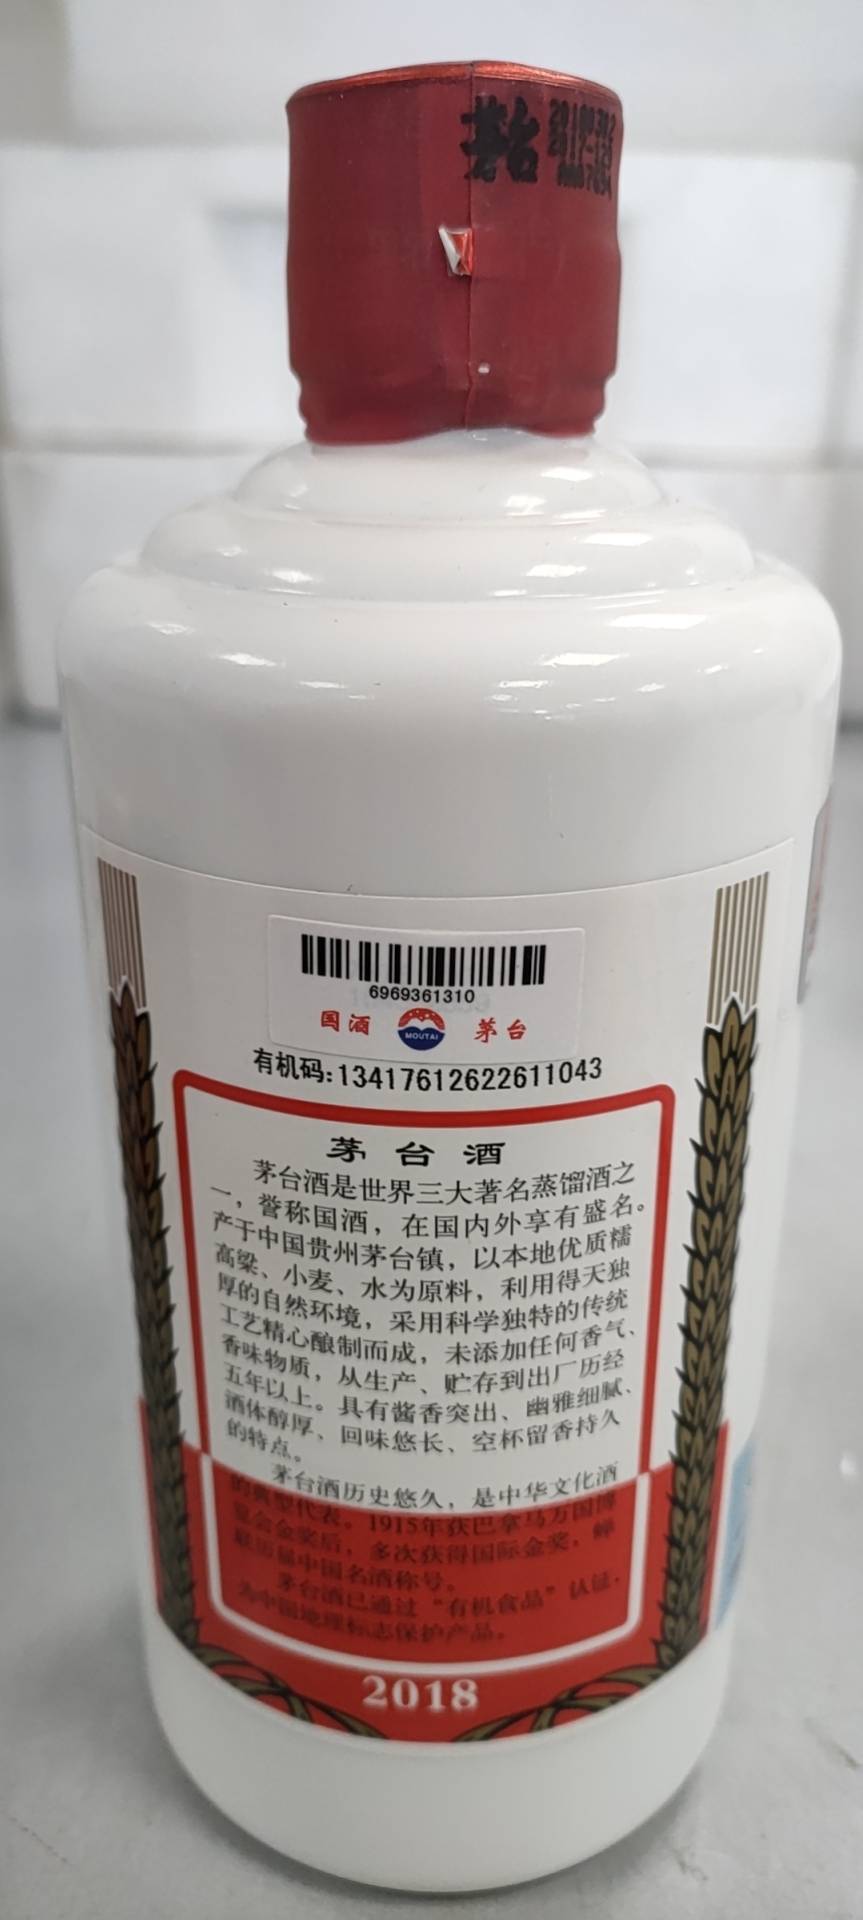 茅台
6969361310
国酒 MOUTAI 茅台
有机码:13417612622611043
茅台酒
茅台酒是世界三大著名蒸馏酒之
一，誉称国酒，在国内外享有盛名。
产于中国贵州茅台镇，以本地优质糯
高粱、小麦、水为原料，利用得天独
厚的自然环境，采用科学独特的传统
工艺精心酿制而成，未添加任何香气、
香味物质，从生产、贮存到出厂历经
五年以上。具有酱香突出、幽雅细腻、
酒体醇厚、回味悠长、空杯留香持久
的特点。
茅台酒历史悠久，是中华文化酒
的典型代表。1915年获巴拿马万国博
览会金奖后，多次获得国际金奖，蝉
联历届中国名酒称号。
茅台酒已通过“有机食品”认证，
为中国地理标志保护产品。
2018